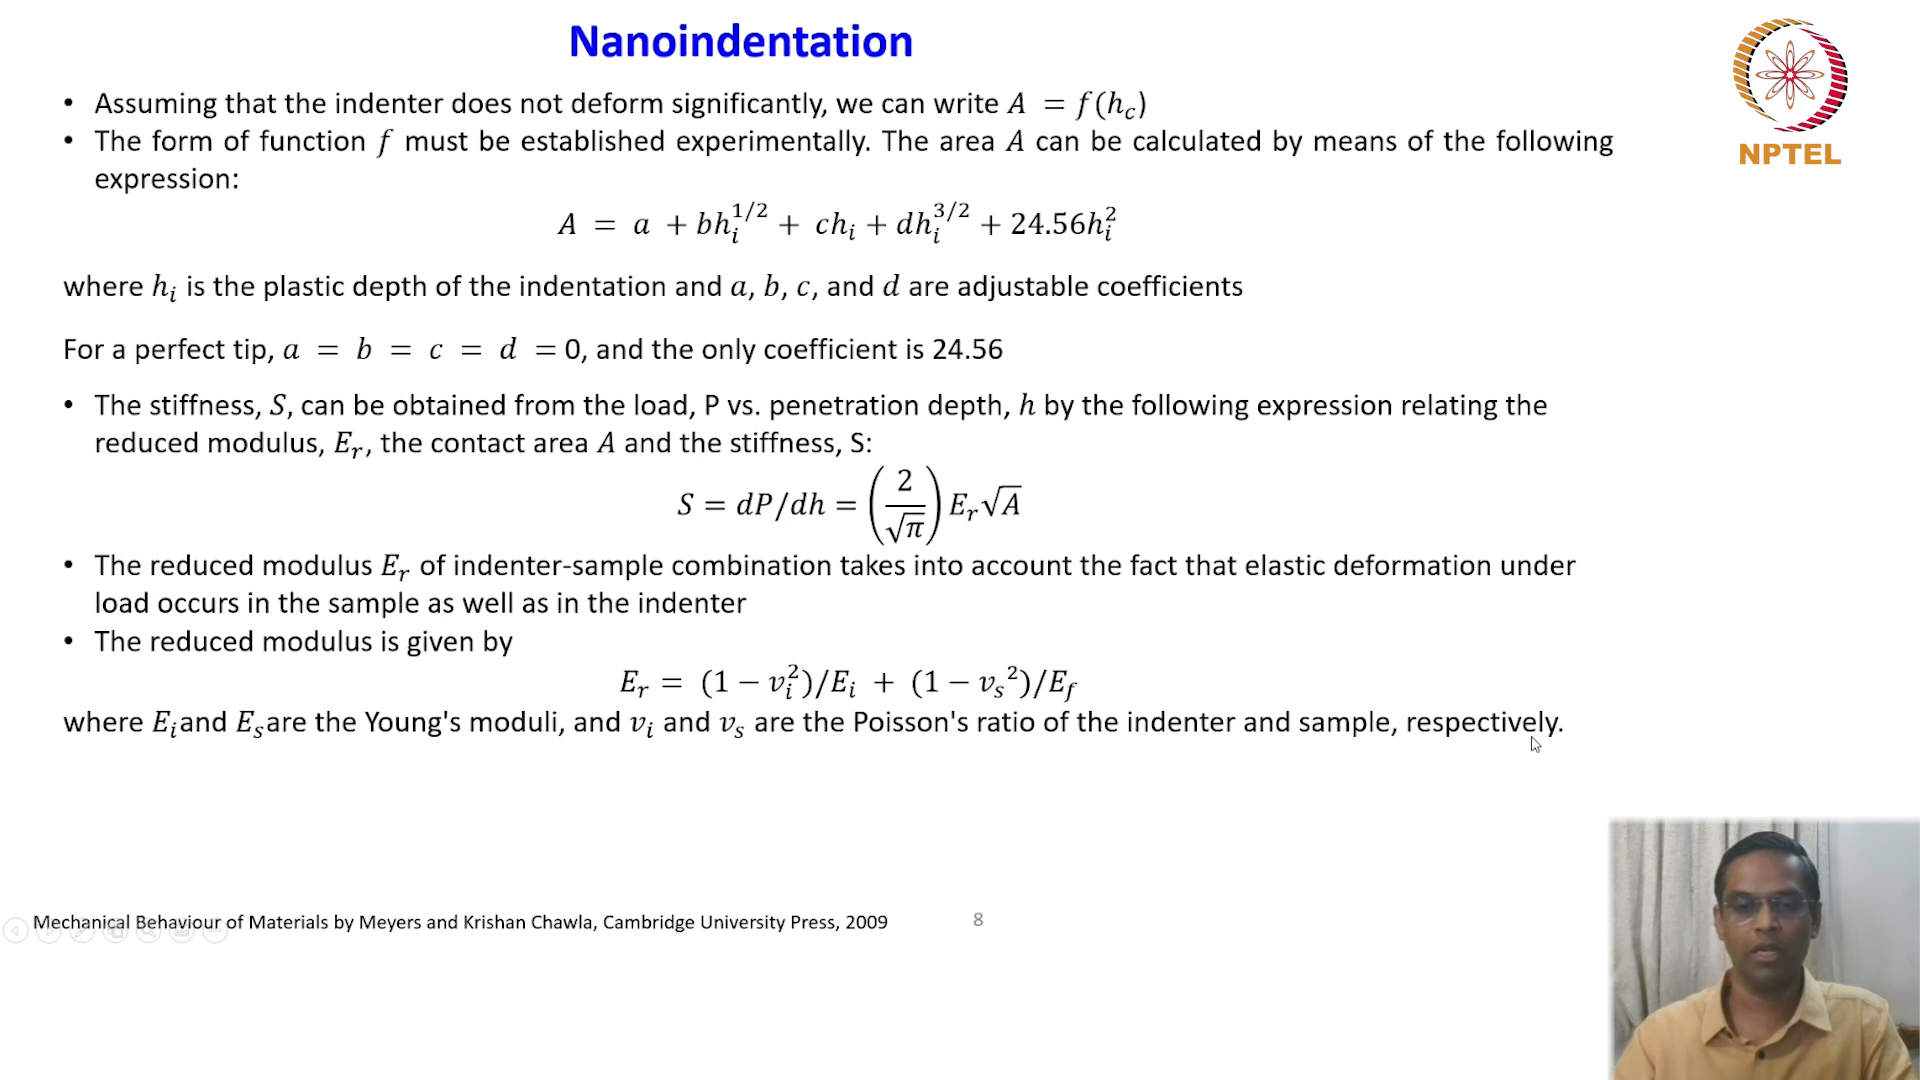 Nanoindentation
NPTEL
• Assuming that the indenter does not deform significantly, we can write A = f(h_c)
• The form of function f must be established experimentally. The area A can be calculated by means of the following
expression:
A = a + bh_i^{1/2} + ch_i + dh_i^{3/2} + 24.56h_i^2
where h_i is the plastic depth of the indentation and a, b, c, and d are adjustable coefficients
For a perfect tip, a = b = c = d = 0, and the only coefficient is 24.56
• The stiffness, S, can be obtained from the load, P vs. penetration depth, h by the following expression relating the
reduced modulus, E_r, the contact area A and the stiffness, S:
S = dP/dh = (2/√π) E_r√A
• The reduced modulus E_r of indenter-sample combination takes into account the fact that elastic deformation under
load occurs in the sample as well as in the indenter
• The reduced modulus is given by
E_r = (1 − v_i^2)/E_i + (1 − v_s^2)/E_f
where E_i and E_s are the Young's moduli, and v_i and v_s are the Poisson's ratio of the indenter and sample, respectively.
Mechanical Behaviour of Materials by Meyers and Krishan Chawla, Cambridge University Press, 2009
8